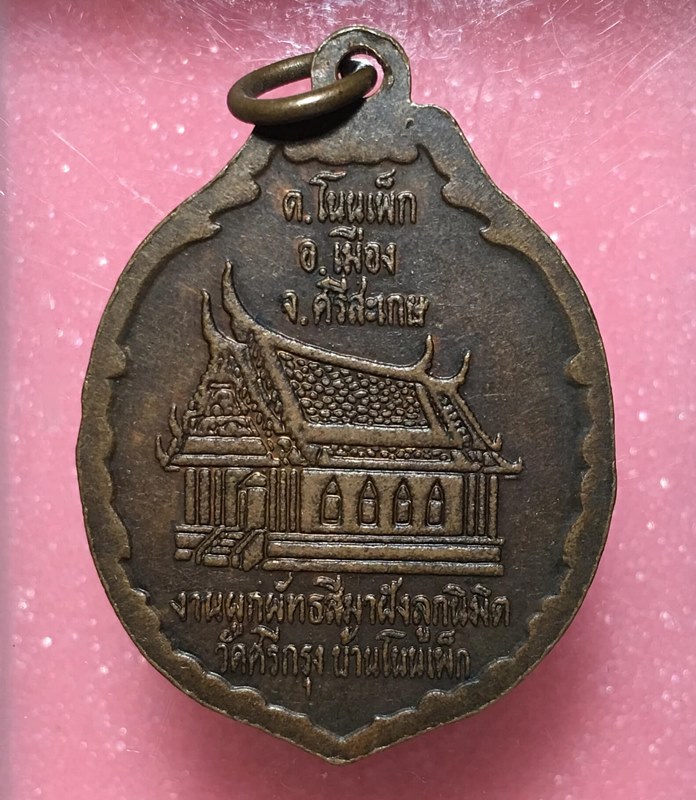 ต.โนนเพ็ก
อ.เมือง
จ.ศรีสะเกษ
งานผูกพัทธสีมาฝังลูกนิมิต
วัดศรีกรุง บ้านโนนเพ็ก